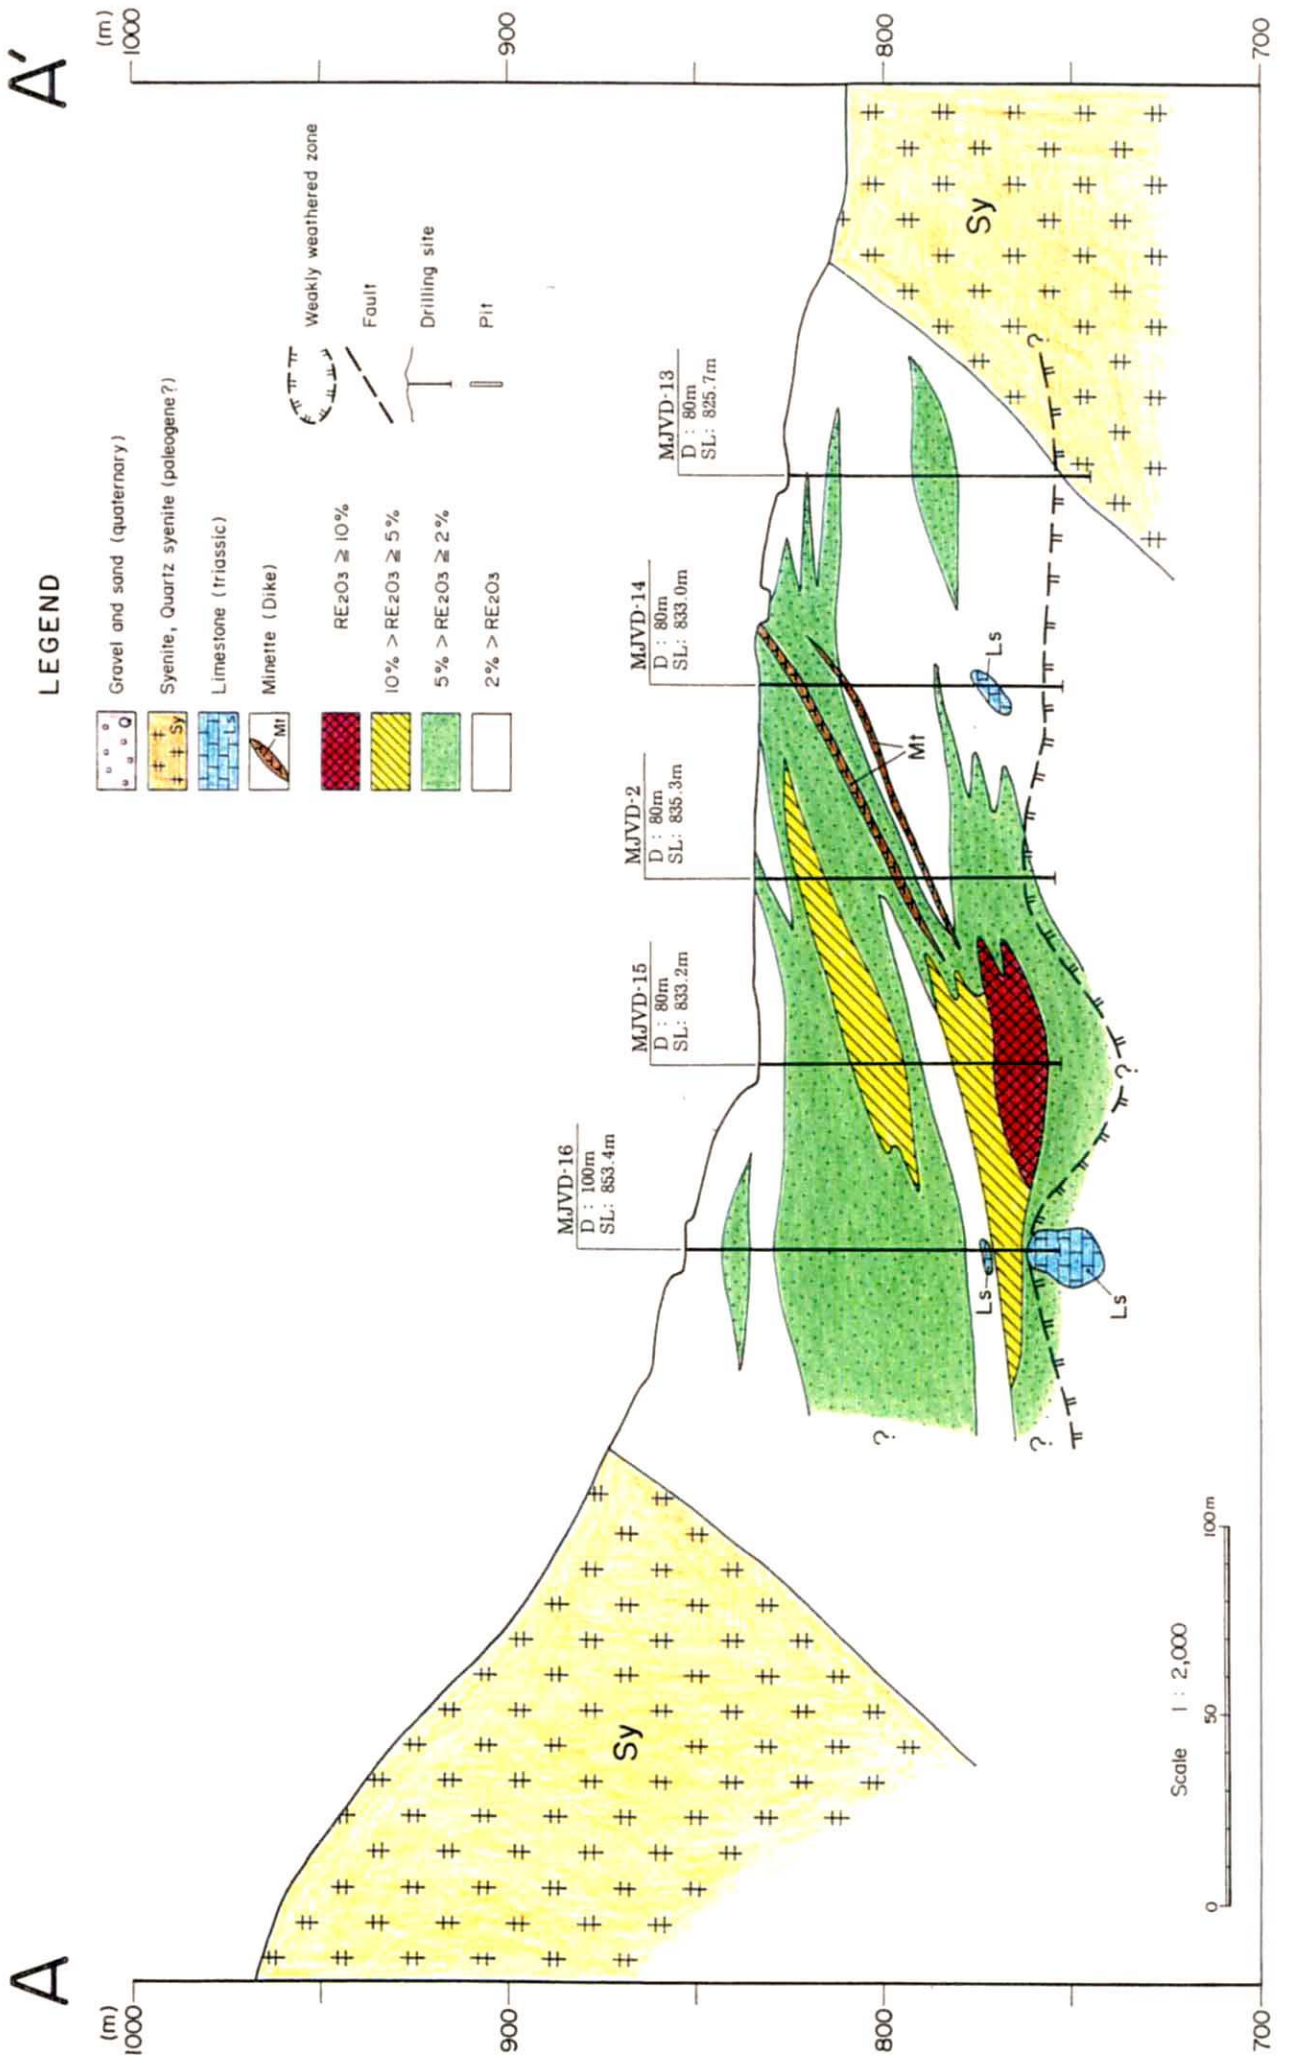 A
A′
LEGEND
Gravel and sand (quaternary)
Q
Syenite, Quartz syenite (paleogene?)
Sy
Limestone (triassic)
Ls
Minette (Dike)
Mt
RE2O3 ≥ 10%
10% > RE2O3 ≥ 5%
5% > RE2O3 ≥ 2%
2% > RE2O3
Weakly weathered zone
Fault
Drilling site
Pit
(m)
1000
900
800
700
(m)
1000
900
800
700
MJVD-16
D : 100m
SL: 853.4m
MJVD-15
D : 80m
SL: 833.2m
MJVD-2
D : 80m
SL: 835.3m
MJVD-14
D : 80m
SL: 833.0m
MJVD-13
D : 80m
SL: 825.7m
Sy
Sy
Mt
Ls
Ls
Ls
?
?
?
?
0
50
100m
Scale 1 : 2,000